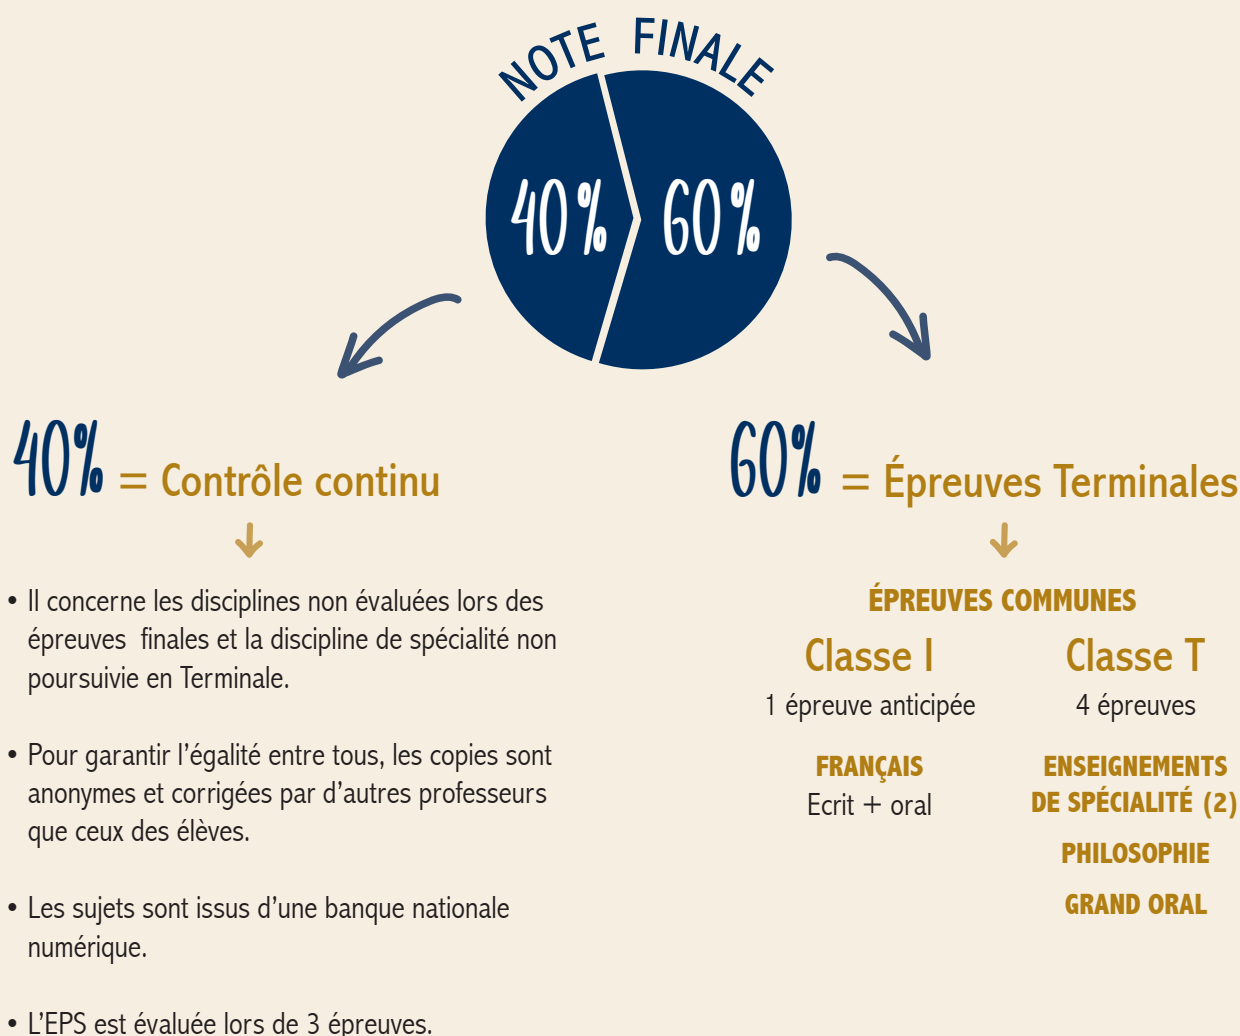 NOTE FINALE
40% 60%
40% = Contrôle continu
• Il concerne les disciplines non évaluées lors des
épreuves finales et la discipline de spécialité non
poursuivie en Terminale.
• Pour garantir l’égalité entre tous, les copies sont
anonymes et corrigées par d’autres professeurs
que ceux des élèves.
• Les sujets sont issus d’une banque nationale
numérique.
• L’EPS est évaluée lors de 3 épreuves.
60% = Épreuves Terminales
ÉPREUVES COMMUNES
Classe I
1 épreuve anticipée
FRANÇAIS
Ecrit + oral
Classe T
4 épreuves
ENSEIGNEMENTS
DE SPÉCIALITÉ (2)
PHILOSOPHIE
GRAND ORAL